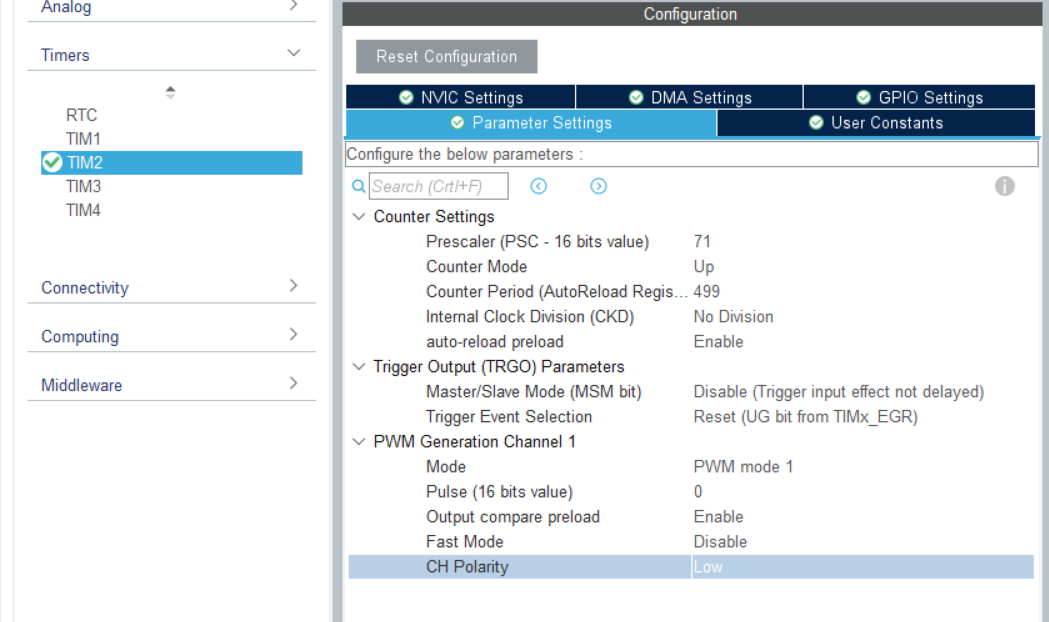 Analog
Timers
RTC
TIM1
TIM2
TIM3
TIM4
Connectivity
Computing
Middleware
Configuration
Reset Configuration
NVIC Settings DMA Settings GPIO Settings
Parameter Settings User Constants
Configure the below parameters :
Search (Crtl+F)
Counter Settings
Prescaler (PSC - 16 bits value) 71
Counter Mode Up
Counter Period (AutoReload Regis... 499
Internal Clock Division (CKD) No Division
auto-reload preload Enable
Trigger Output (TRGO) Parameters
Master/Slave Mode (MSM bit) Disable (Trigger input effect not delayed)
Trigger Event Selection Reset (UG bit from TIMx_EGR)
PWM Generation Channel 1
Mode PWM mode 1
Pulse (16 bits value) 0
Output compare preload Enable
Fast Mode Disable
CH Polarity Low